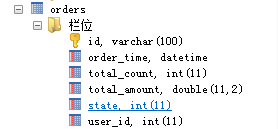 orders
栏位
id, varchar(100)
order_time, datetime
total_count, int(11)
total_amount, double(11,2)
state, int(11)
user_id, int(11)